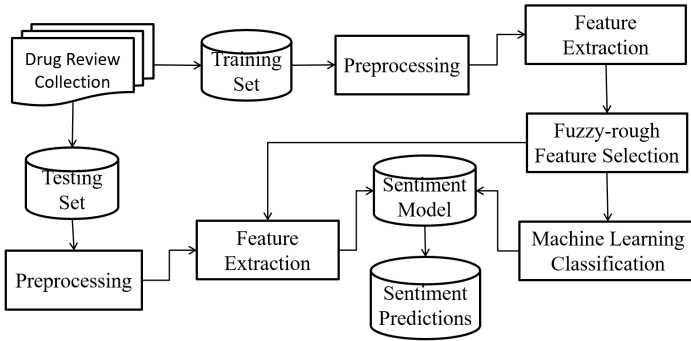 Drug Review
Collection
Training
Set
Preprocessing
Feature
Extraction
Fuzzy-rough
Feature Selection
Machine Learning
Classification
Testing
Set
Preprocessing
Feature
Extraction
Sentiment
Model
Sentiment
Predictions